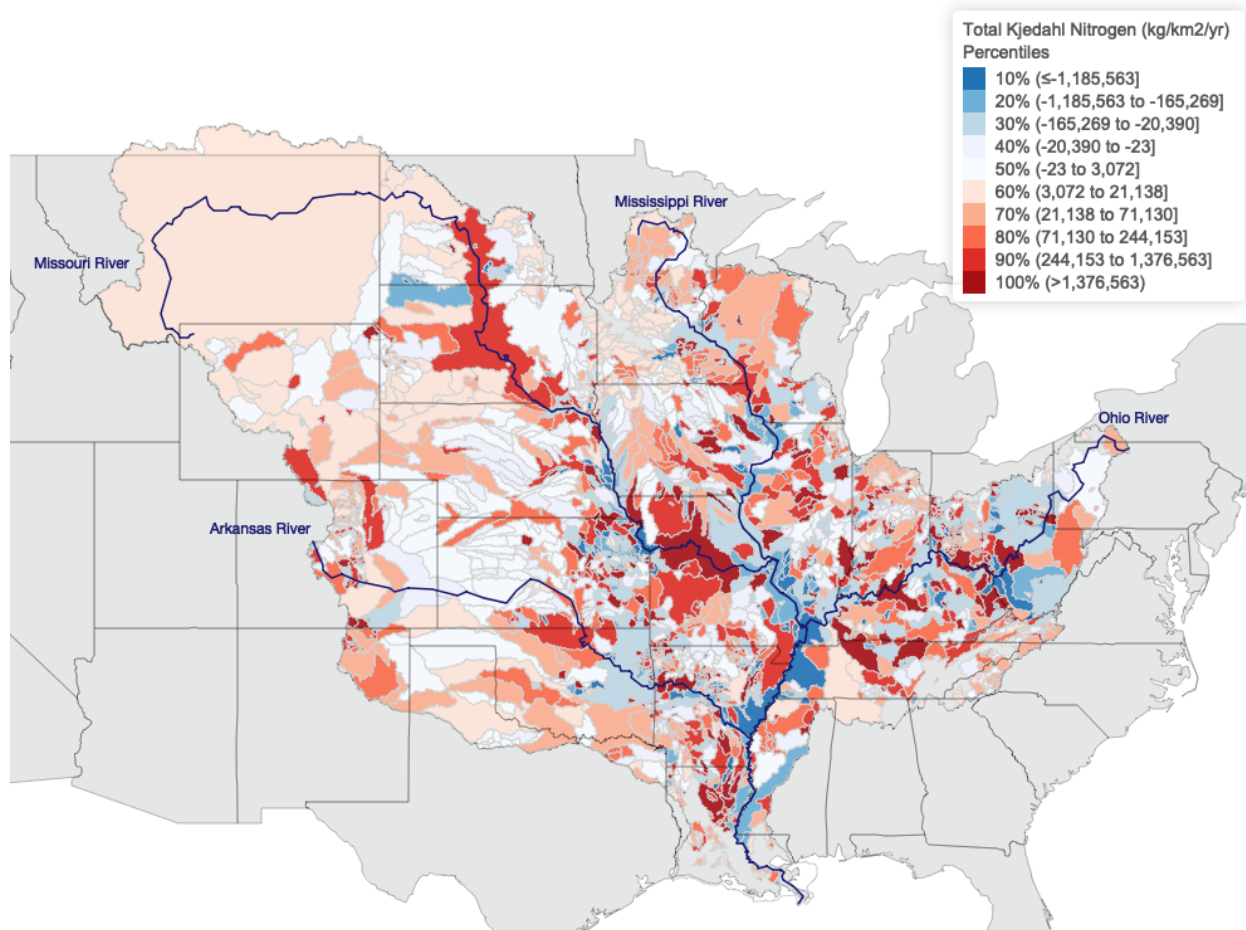 Total Kjedahl Nitrogen (kg/km2/yr)
Percentiles
10% (≤-1,185,563]
20% (-1,185,563 to -165,269]
30% (-165,269 to -20,390]
40% (-20,390 to -23]
50% (-23 to 3,072]
60% (3,072 to 21,138]
70% (21,138 to 71,130]
80% (71,130 to 244,153]
90% (244,153 to 1,376,563]
100% (>1,376,563)
Mississippi River
Missouri River
Ohio River
Arkansas River